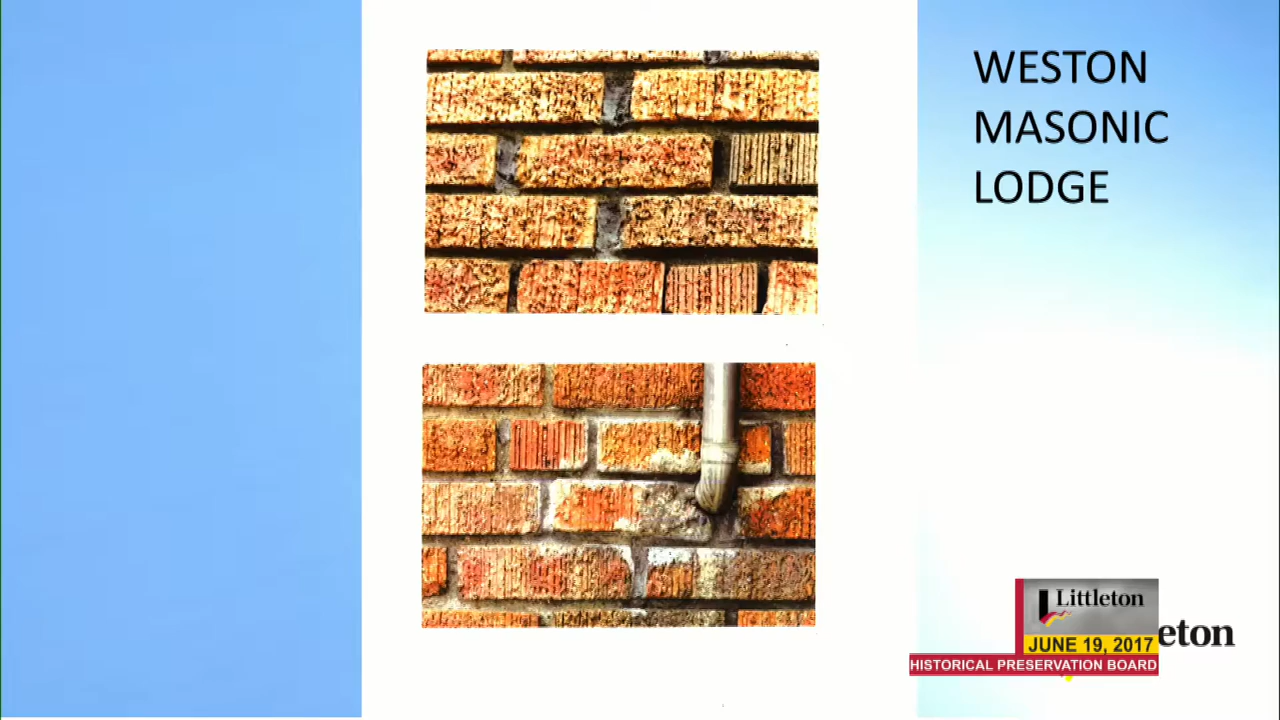 WESTON
MASONIC
LODGE
Littleton
eton
JUNE 19, 2017
HISTORICAL PRESERVATION BOARD